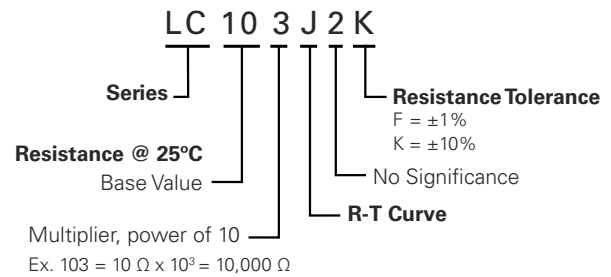 LC 10 3 J 2 K
Series
Resistance Tolerance
F = ±1%
K = ±10%
Resistance @ 25ºC
Base Value
No Significance
R-T Curve
Multiplier, power of 10
Ex. 103 = 10 Ω x 10³ = 10,000 Ω